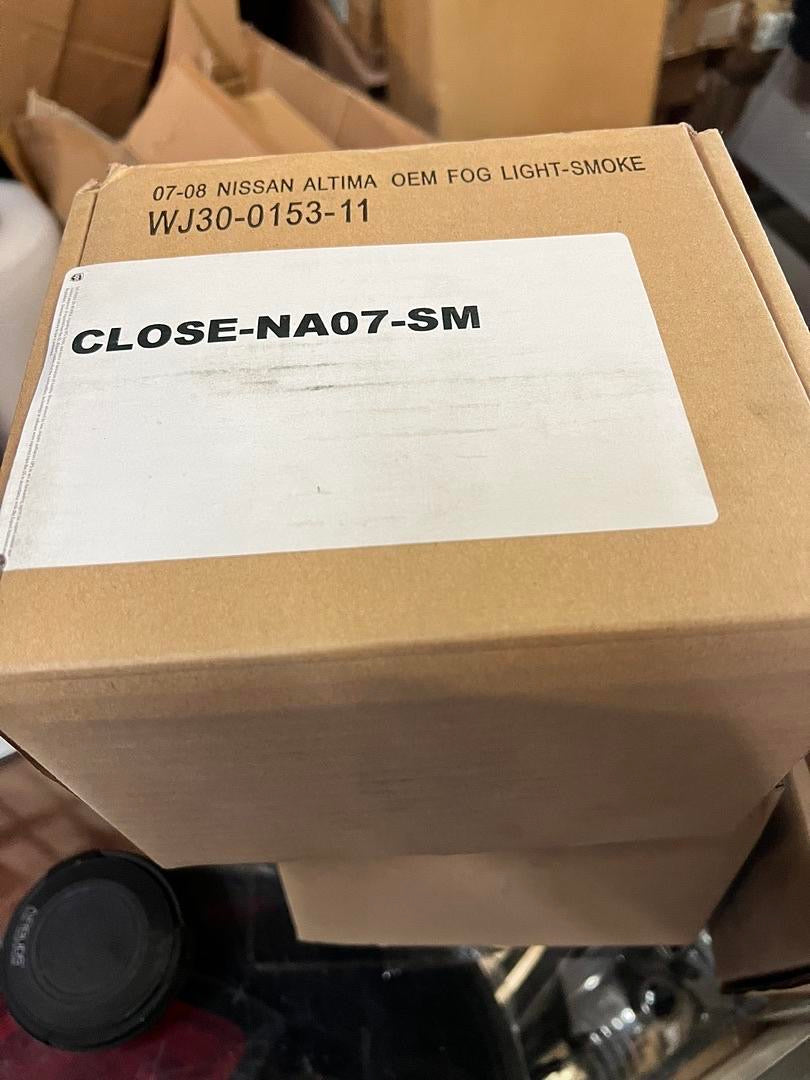 07-08 NISSAN ALTIMA OEM FOG LIGHT-SMOKE
WJ30-0153-11
CLOSE-NA07-SM